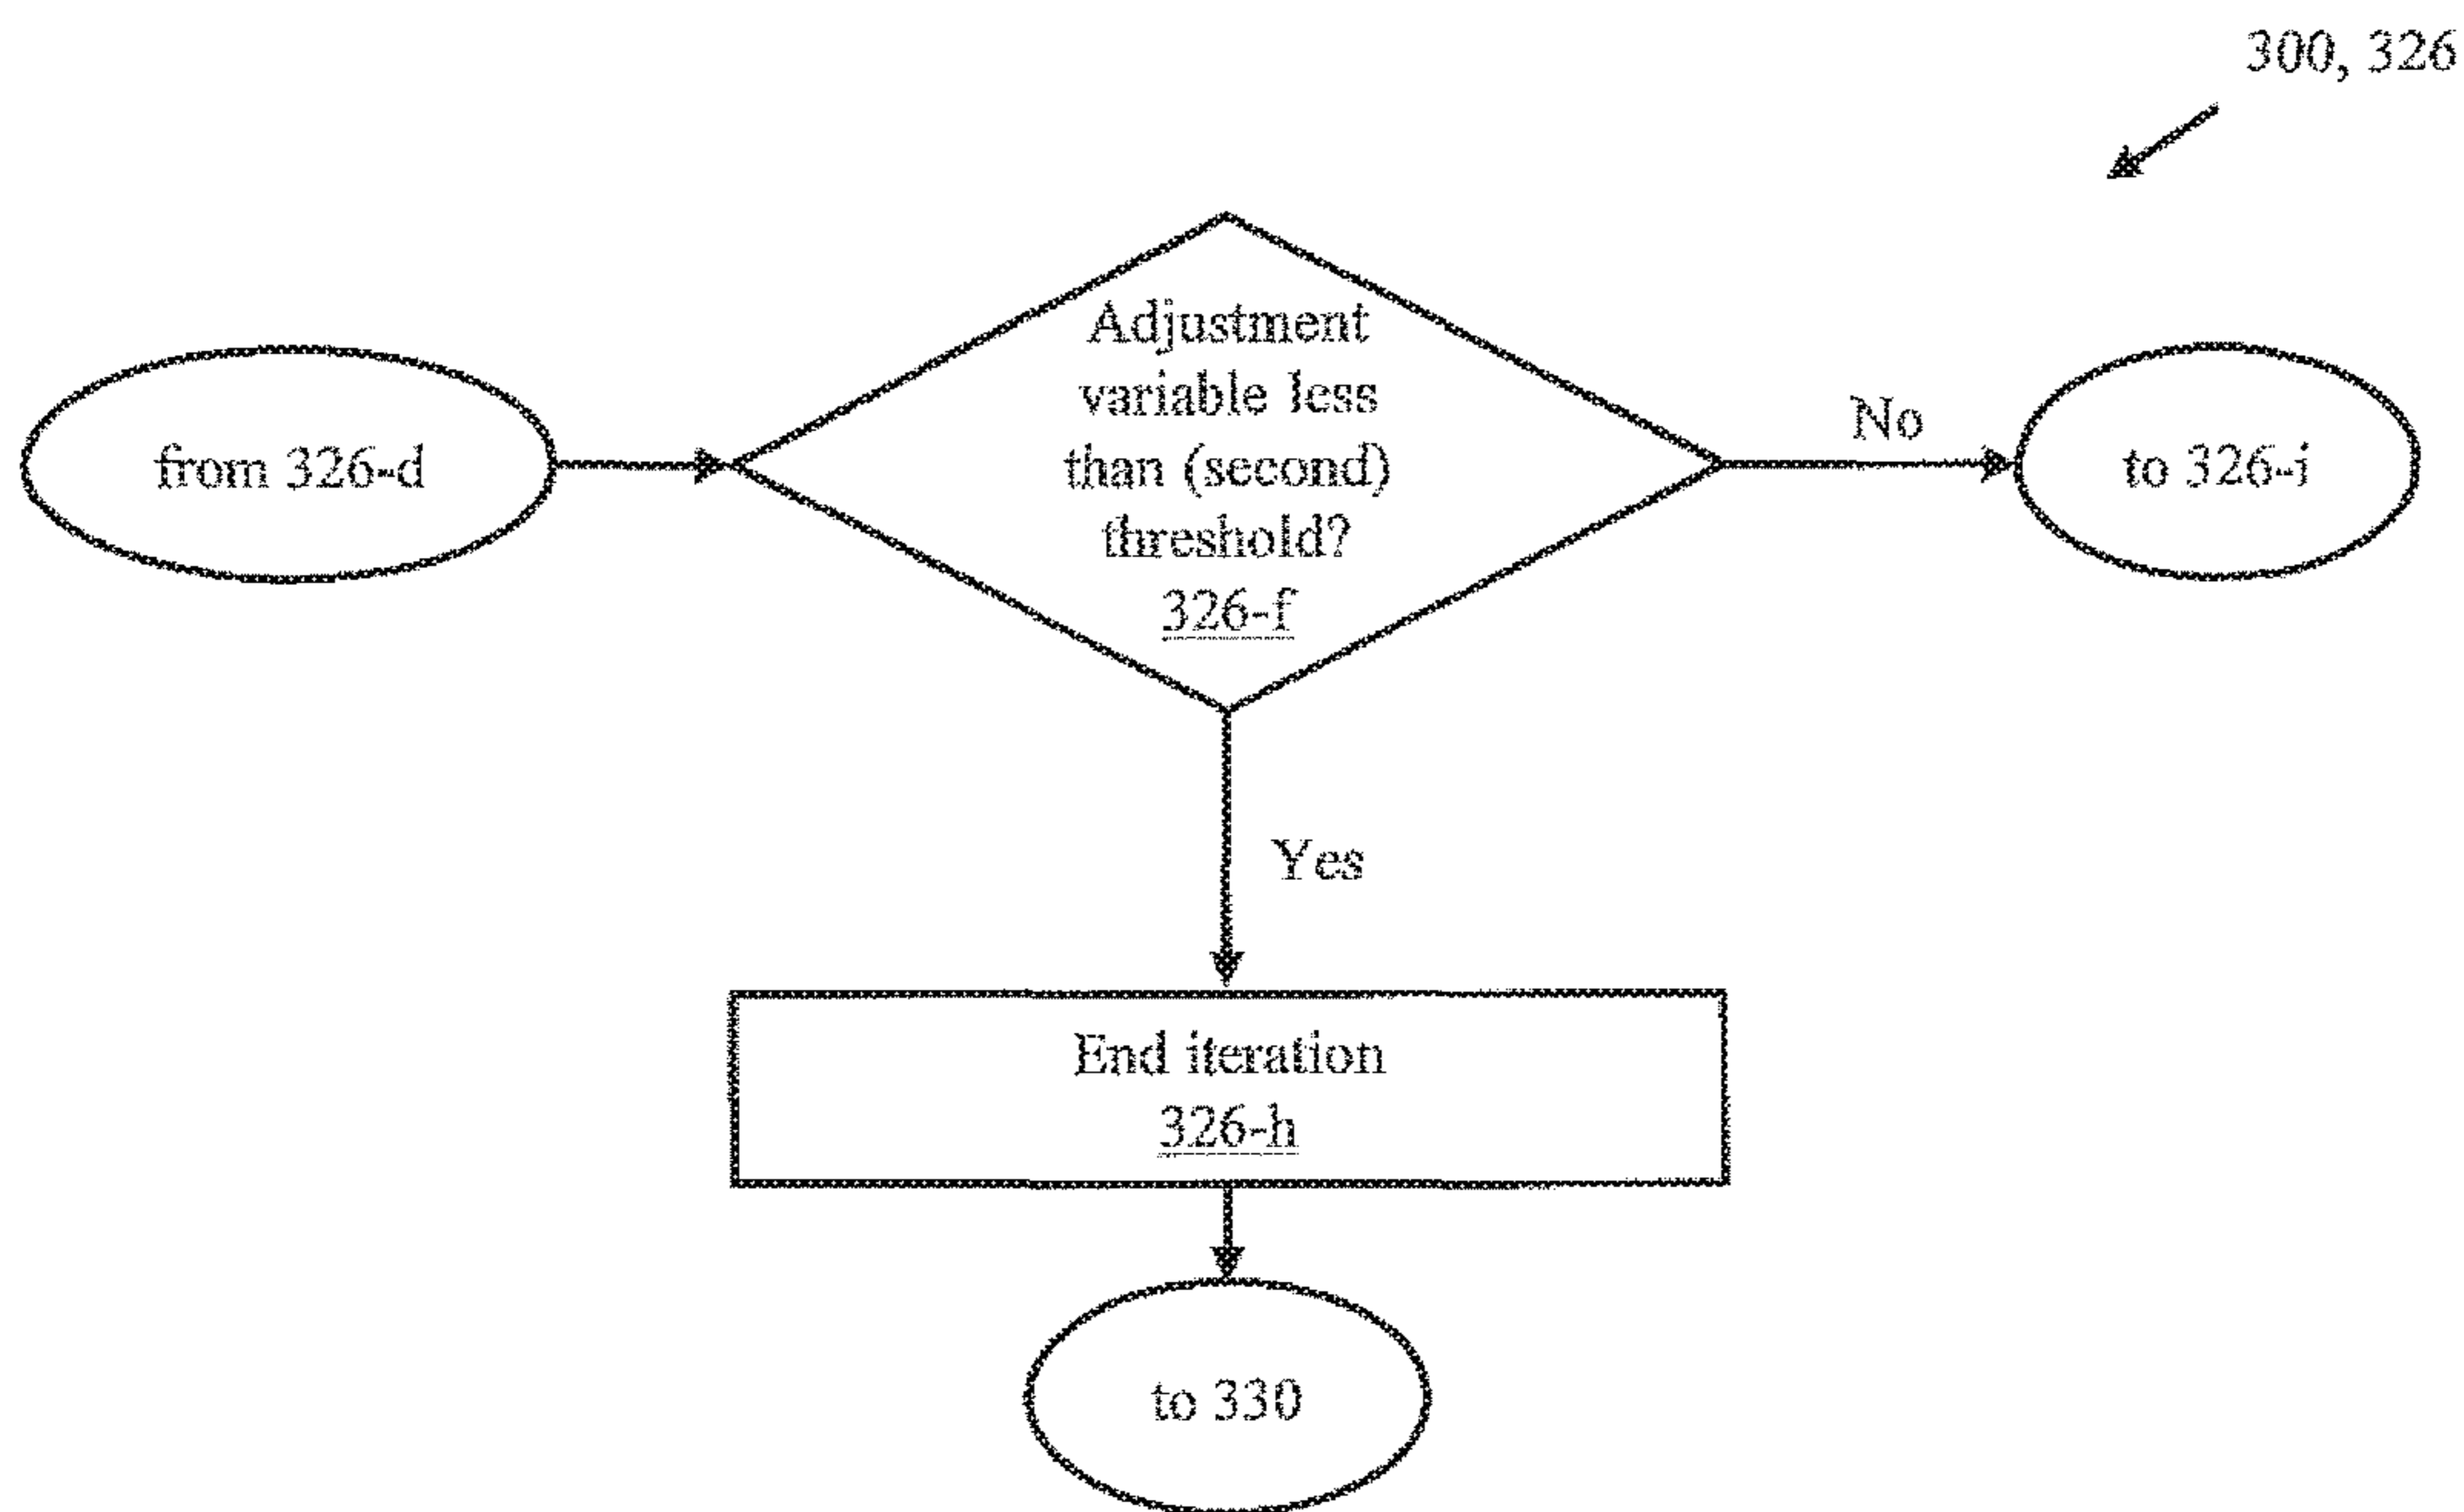 300, 326
Adjustment
variable less
than (second)
threshold?
326-f
from 326-d
No
to 326-i
Yes
End iteration
326-h
to 330